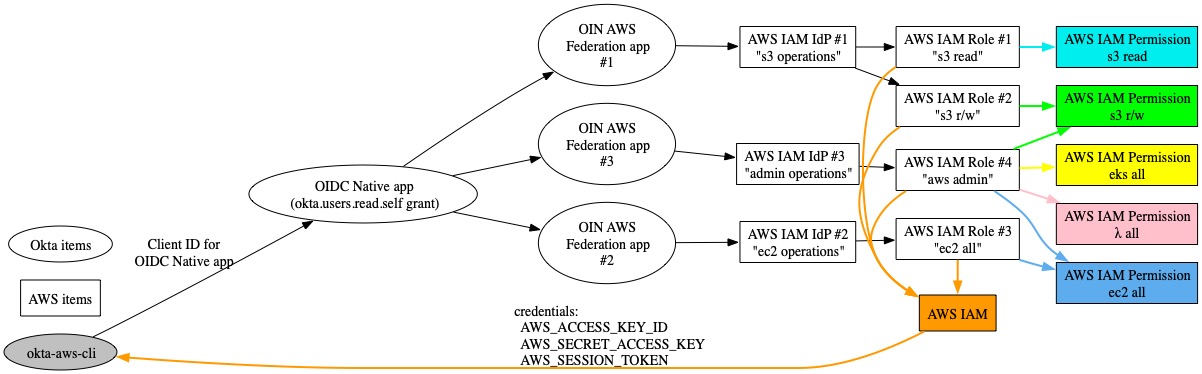 OIN AWS
Federation app
#1
AWS IAM IdP #1
"s3 operations"
AWS IAM Role #1
"s3 read"
AWS IAM Permission
s3 read
AWS IAM Role #2
"s3 r/w"
AWS IAM Permission
s3 r/w
OIN AWS
Federation app
#3
AWS IAM IdP #3
"admin operations"
AWS IAM Role #4
"aws admin"
AWS IAM Permission
eks all
OIDC Native app
(okta.users.read.self grant)
AWS IAM Permission
λ all
OIN AWS
Federation app
#2
AWS IAM IdP #2
"ec2 operations"
AWS IAM Role #3
"ec2 all"
AWS IAM Permission
ec2 all
Okta items
Client ID for
OIDC Native app
AWS items
AWS IAM
credentials:
AWS_ACCESS_KEY_ID
AWS_SECRET_ACCESS_KEY
AWS_SESSION_TOKEN
okta-aws-cli